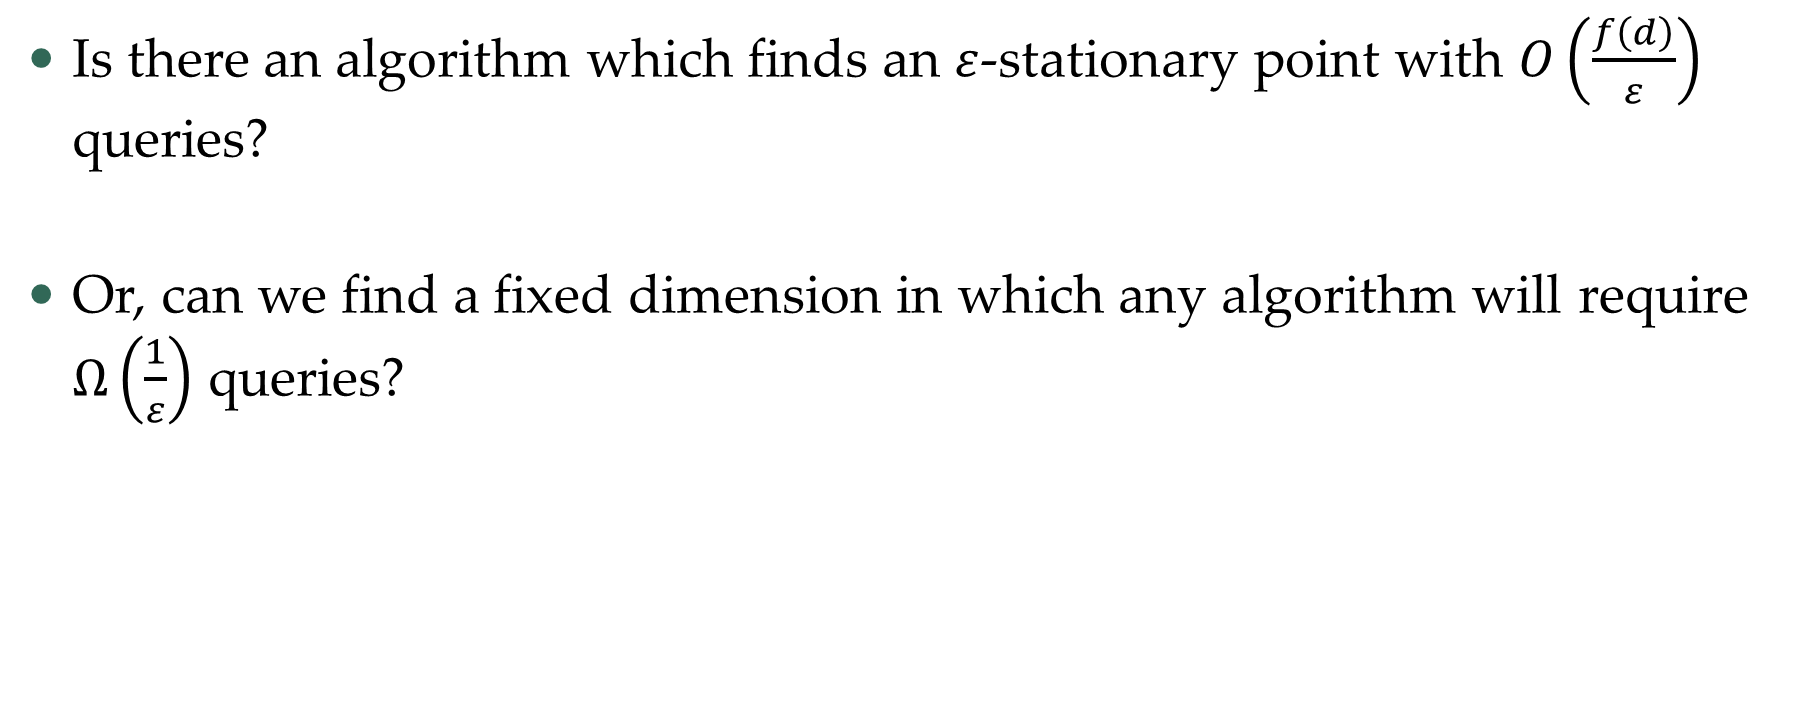 • Is there an algorithm which finds an ε-stationary point with O(f(d)/ε)
queries?
• Or, can we find a fixed dimension in which any algorithm will require
Ω(1/ε) queries?